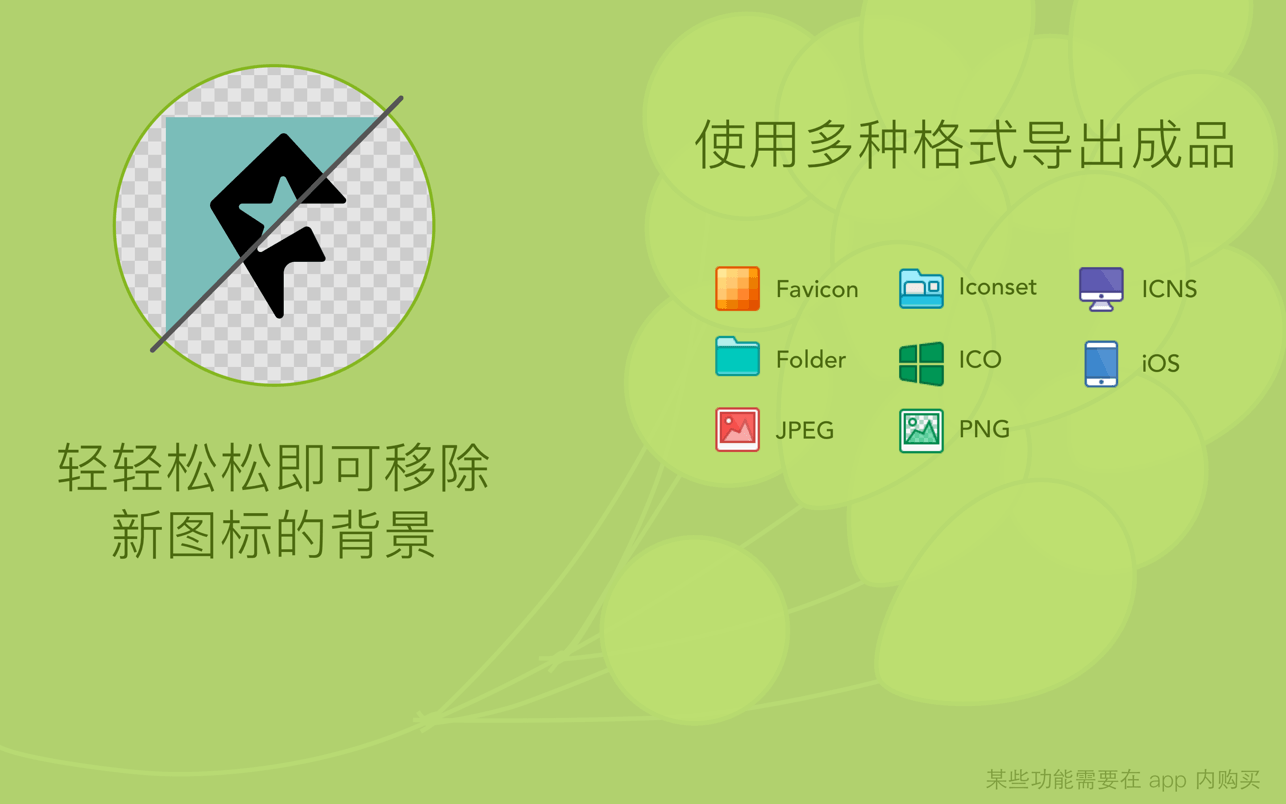 轻轻松松即可移除
新图标的背景
使用多种格式导出成品
Favicon
Iconset
ICNS
Folder
ICO
iOS
JPEG
PNG
某些功能需要在 app 内购买